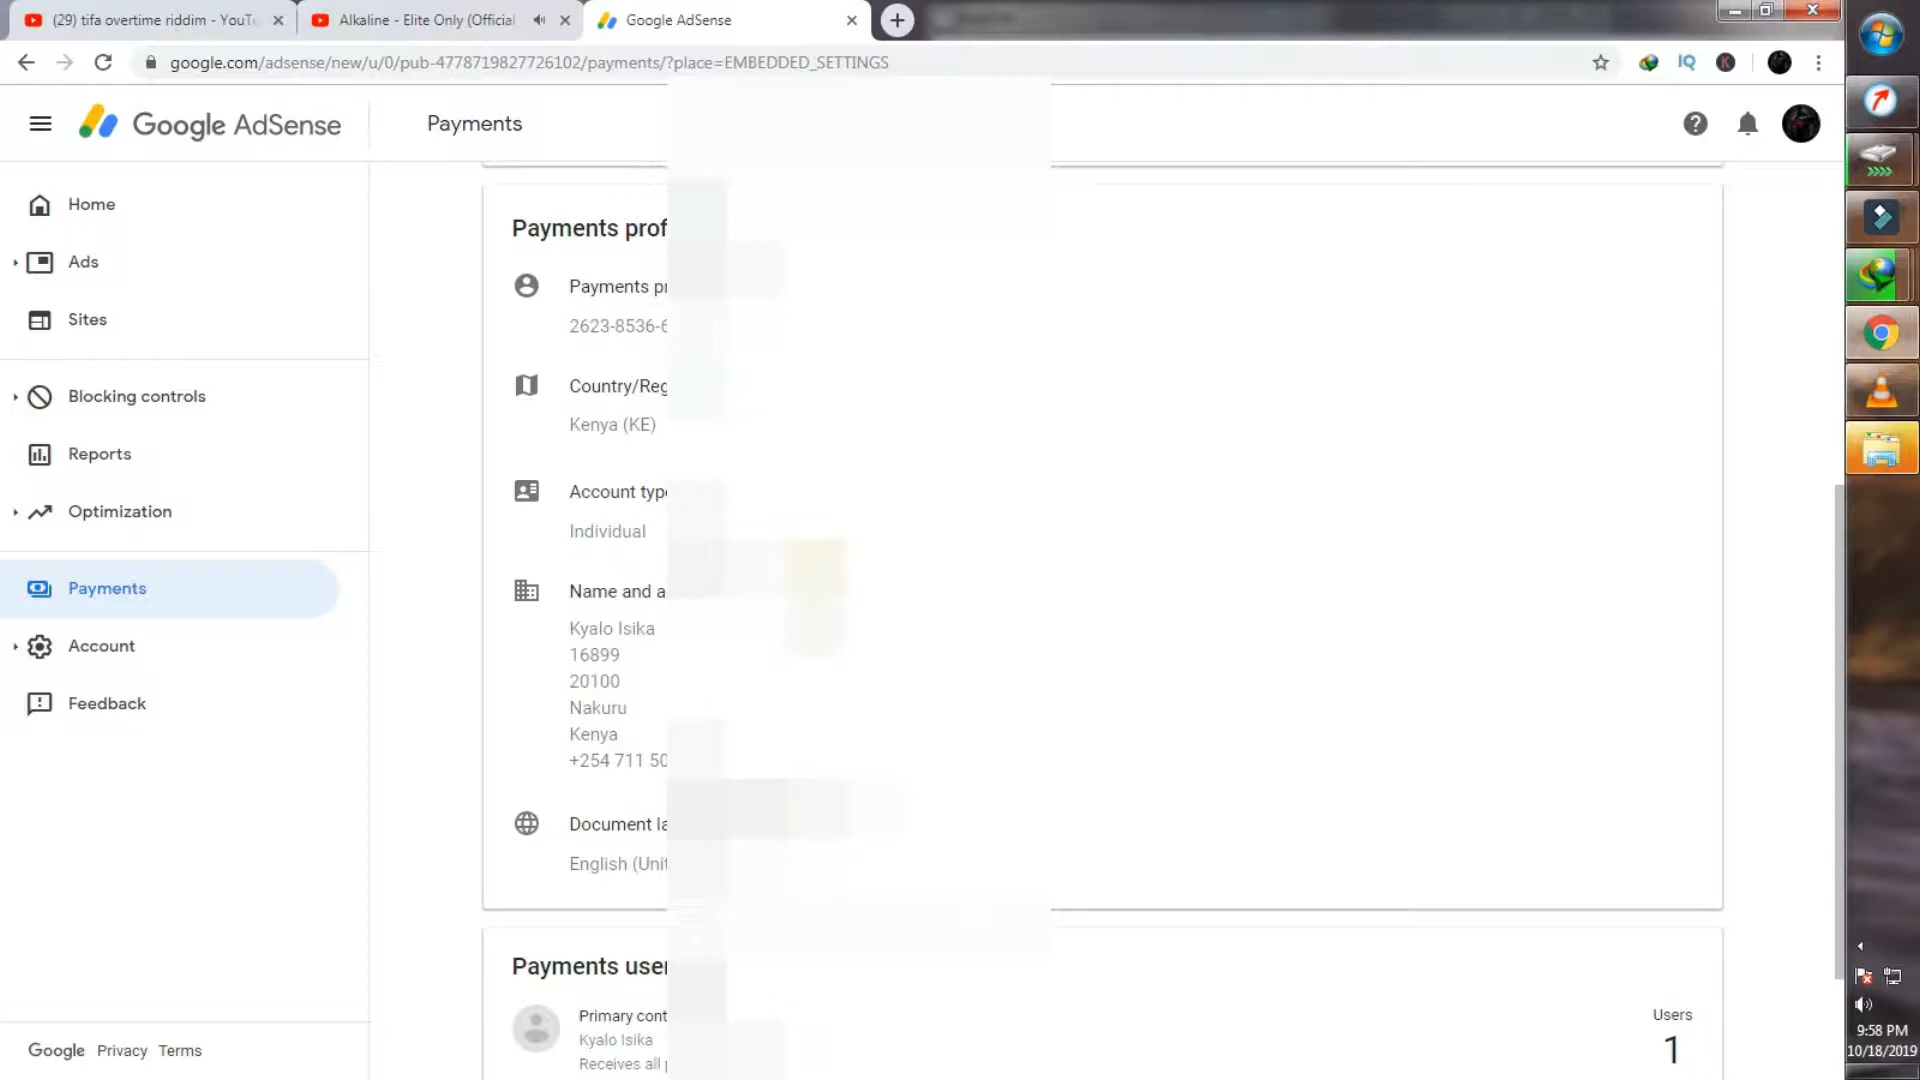 (29) tifa overtime riddim - YouTu
Alkaline - Elite Only (Official
Google AdSense
google.com/adsense/new/u/0/pub-4778719827726102/payments/?place=EMBEDDED_SETTINGS
IQ
K
Google AdSense
Payments
Home
Ads
Sites
Blocking controls
Reports
Optimization
Payments
Account
Feedback
Google Privacy Terms
Payments prof
Payments pr
2623-8536-6
Country/Reg
Kenya (KE)
Account type
Individual
Name and a
Kyalo Isika
16899
20100
Nakuru
Kenya
+254 711 50
Document la
English (Unit
Payments user
Primary cont
Kyalo Isika
Receives all p
Users
1
9:58 PM
10/18/2019